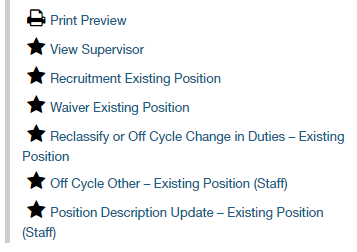 Print Preview
View Supervisor
Recruitment Existing Position
Waiver Existing Position
Reclassify or Off Cycle Change in Duties – Existing
Position
Off Cycle Other – Existing Position (Staff)
Position Description Update – Existing Position
(Staff)